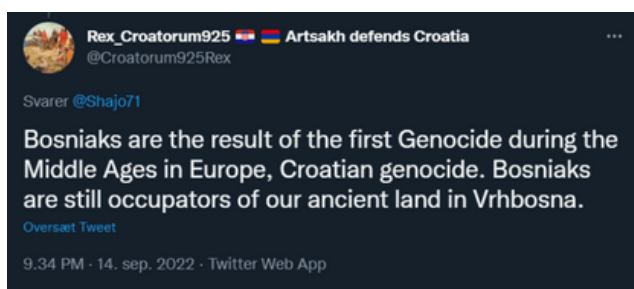 Rex_Croatorum925 🇭🇷 🇦🇲 Artsakh defends Croatia
@Croatorum925Rex
Svarer @Shajo71
Bosniaks are the result of the first Genocide during the
Middle Ages in Europe, Croatian genocide. Bosniaks
are still occupators of our ancient land in Vrhbosna.
Oversæt Tweet
9.34 PM · 14. sep. 2022 · Twitter Web App